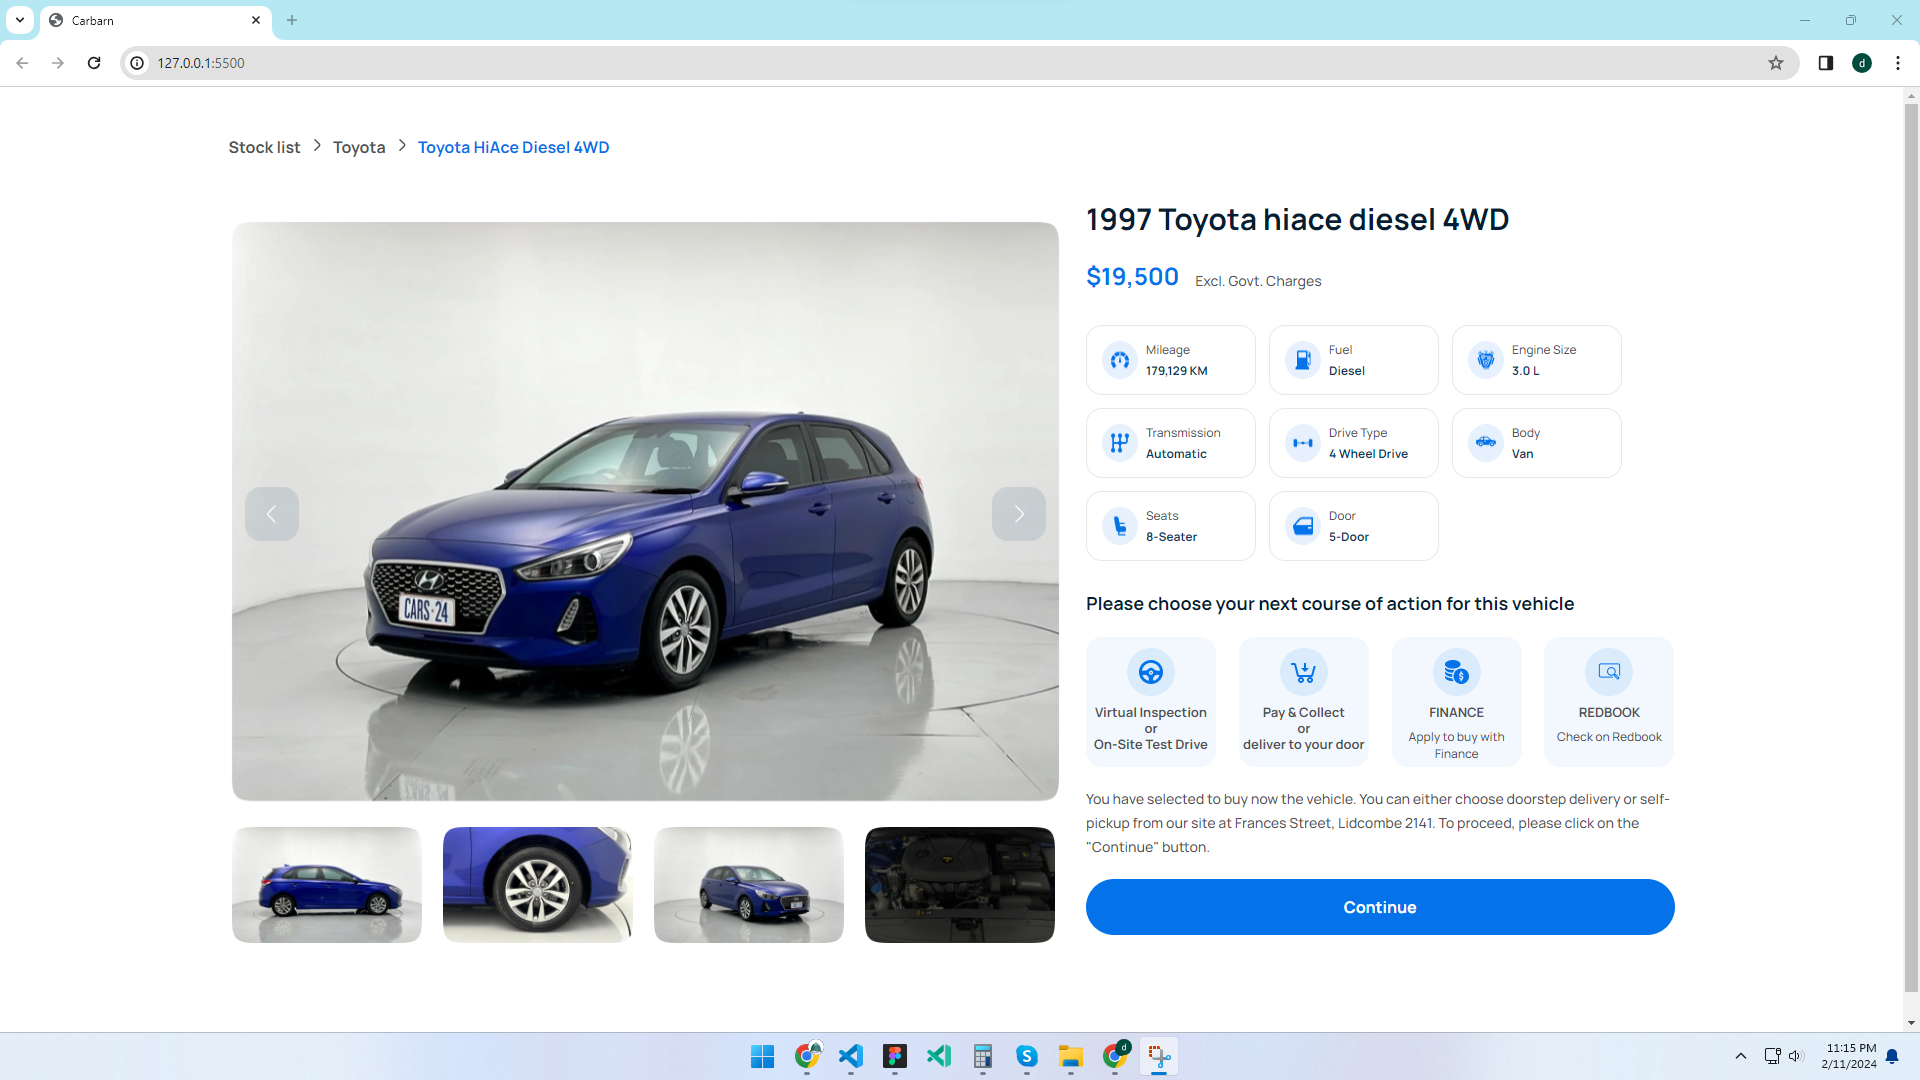 Carbarn
127.0.0.1:5500
Stock list
Toyota
Toyota HiAce Diesel 4WD
1997 Toyota hiace diesel 4WD
$19,500 Excl. Govt. Charges
Mileage
179,129 KM
Fuel
Diesel
Engine Size
3.0 L
Transmission
Automatic
Drive Type
4 Wheel Drive
Body
Van
Seats
8-Seater
Door
5-Door
CARS·24
Please choose your next course of action for this vehicle
Virtual Inspection
or
On-Site Test Drive
Pay & Collect
or
deliver to your door
FINANCE
Apply to buy with
Finance
REDBOOK
Check on Redbook
You have selected to buy now the vehicle. You can either choose doorstep delivery or self-
pickup from our site at Frances Street, Lidcombe 2141. To proceed, please click on the
"Continue" button.
Continue
d
d
11:15 PM
2/11/2024